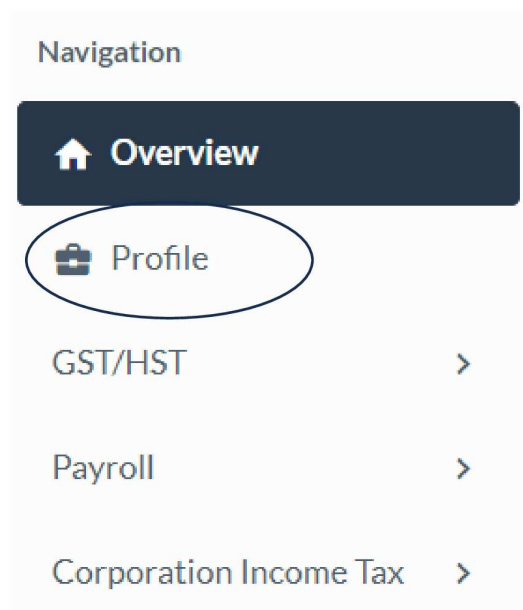 Navigation
Overview
Profile
GST/HST
Payroll
Corporation Income Tax